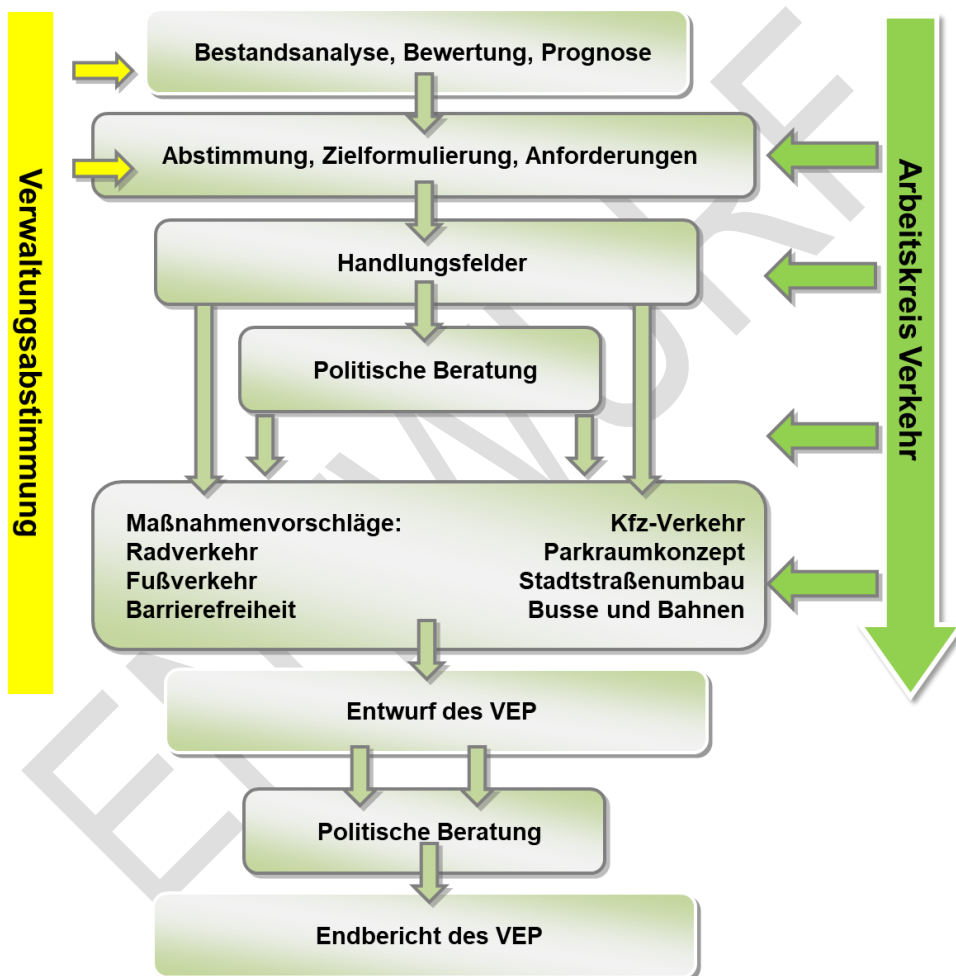 Verwaltungsabstimmung
Bestandsanalyse, Bewertung, Prognose
Abstimmung, Zielformulierung, Anforderungen
Handlungsfelder
Politische Beratung
Maßnahmenvorschläge:
Radverkehr
Fußverkehr
Barrierefreiheit
Kfz-Verkehr
Parkraumkonzept
Stadtstraßenumbau
Busse und Bahnen
Entwurf des VEP
Politische Beratung
Endbericht des VEP
Arbeitskreis Verkehr
ENTWURF